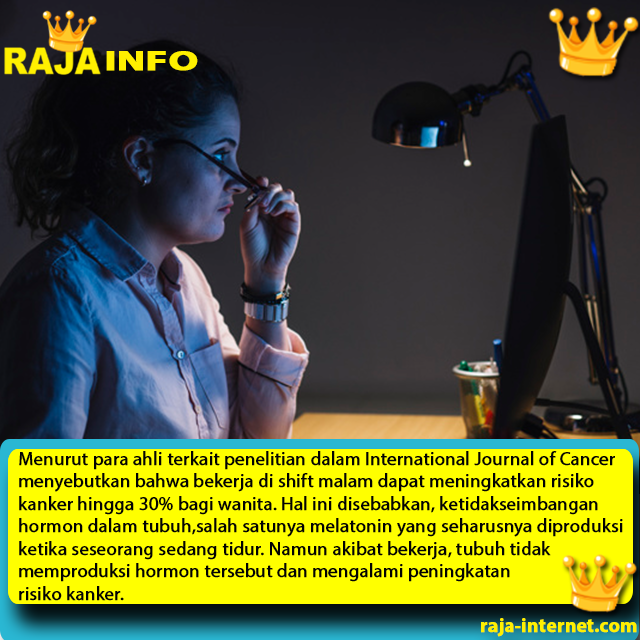 RAJA INFO
Menurut para ahli terkait penelitian dalam International Journal of Cancer
menyebutkan bahwa bekerja di shift malam dapat meningkatkan risiko
kanker hingga 30% bagi wanita. Hal ini disebabkan, ketidakseimbangan
hormon dalam tubuh,salah satunya melatonin yang seharusnya diproduksi
ketika seseorang sedang tidur. Namun akibat bekerja, tubuh tidak
memproduksi hormon tersebut dan mengalami peningkatan
risiko kanker.
raja-internet.com